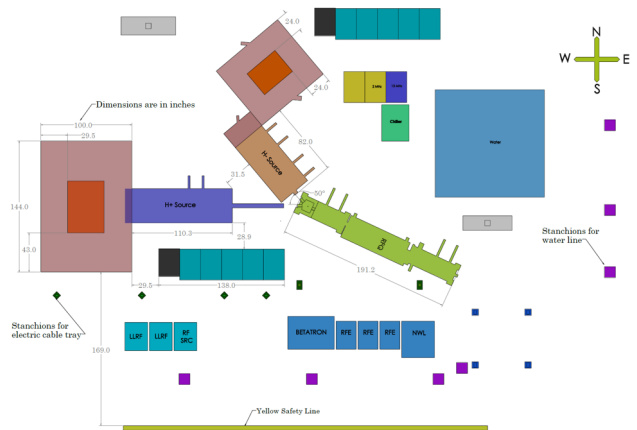 24.0
N
W
E
S
2 MHz
Chiller
24.0
Dimensions are in inches
100.0
29.5
82.0
Water
H- Source
31.5
50°
144.0
H+ Source
110.3
28.9
RFQ
Stanchions for
water line
43.0
191.2
29.5
138.0
Stanchions for
electric cable tray
LLRF
LLRF
RF
SRC
BETATRON
RFE
RFE
RFE
NWL
169.0
Yellow Safety Line